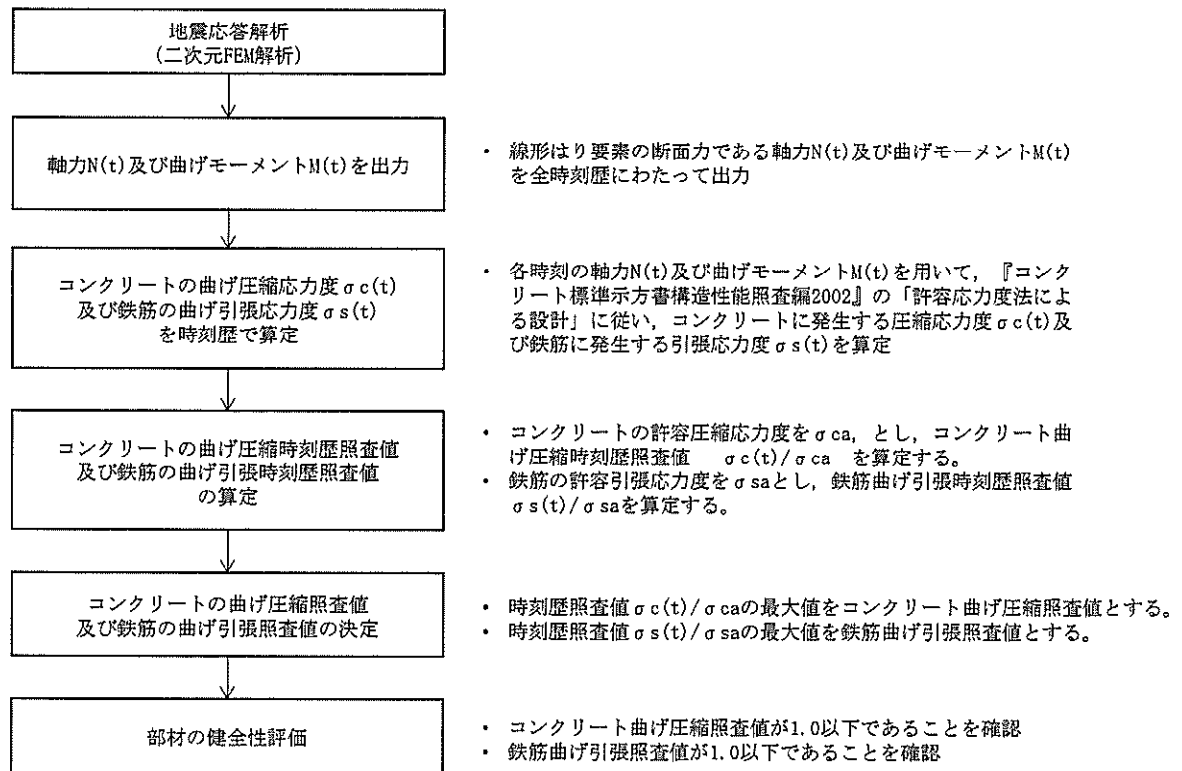 地震応答解析
(二次元FEM解析)
軸力N(t)及び曲げモーメントM(t)を出力
・ 線形はり要素の断面力である軸力N(t)及び曲げモーメントM(t)
を全時刻歴にわたって出力
コンクリートの曲げ圧縮応力度σc(t)
及び鉄筋の曲げ引張応力度σs(t)
を時刻歴で算定
・ 各時刻の軸力N(t)及び曲げモーメントM(t)を用いて，『コンク
リート標準示方書構造性能照査編2002』の「許容応力度法によ
る設計」に従い，コンクリートに発生する圧縮応力度σc(t)及
び鉄筋に発生する引張応力度σs(t)を算定
コンクリートの曲げ圧縮時刻歴照査値
及び鉄筋の曲げ引張時刻歴照査値
の算定
・ コンクリートの許容圧縮応力度をσca，とし，コンクリート曲
げ圧縮時刻歴照査値 σc(t)/σca を算定する。
・ 鉄筋の許容引張応力度をσsaとし，鉄筋曲げ引張時刻歴照査値
σs(t)/σsaを算定する。
コンクリートの曲げ圧縮照査値
及び鉄筋の曲げ引張照査値の決定
・ 時刻歴照査値σc(t)/σcaの最大値をコンクリート曲げ圧縮照査値とする。
・ 時刻歴照査値σs(t)/σsaの最大値を鉄筋曲げ引張照査値とする。
部材の健全性評価
・ コンクリート曲げ圧縮照査値が1.0以下であることを確認
・ 鉄筋曲げ引張照査値が1.0以下であることを確認